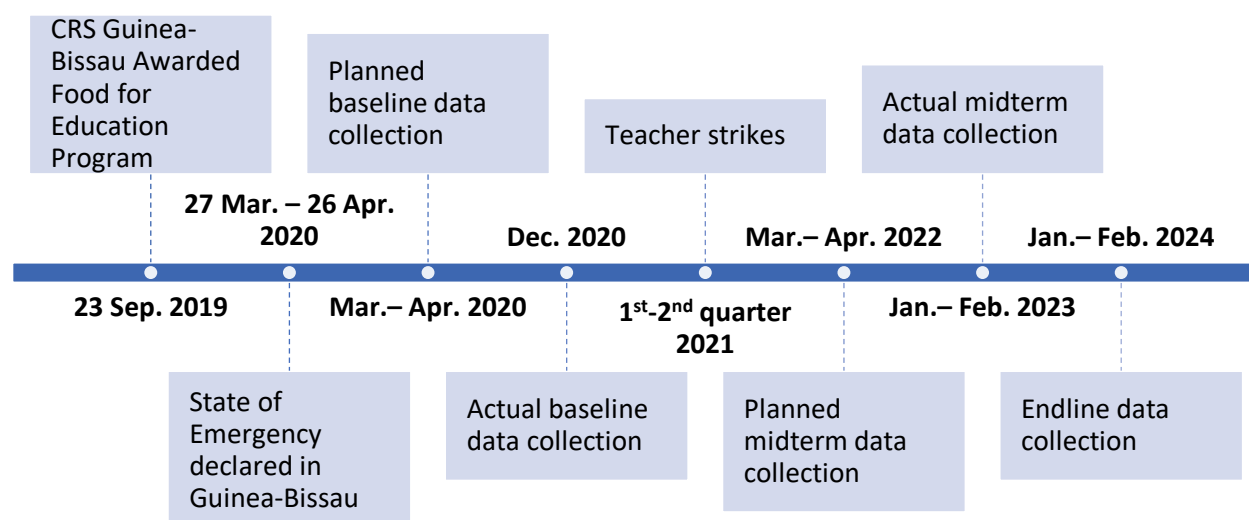 CRS Guinea-
Bissau Awarded
Food for
Education
Program
23 Sep. 2019
27 Mar. – 26 Apr.
2020
State of
Emergency
declared in
Guinea-Bissau
Planned
baseline data
collection
Mar.– Apr. 2020
Dec. 2020
Actual baseline
data collection
Teacher strikes
1st-2nd quarter
2021
Mar.– Apr. 2022
Planned
midterm data
collection
Actual midterm
data collection
Jan.– Feb. 2023
Jan.– Feb. 2024
Endline data
collection